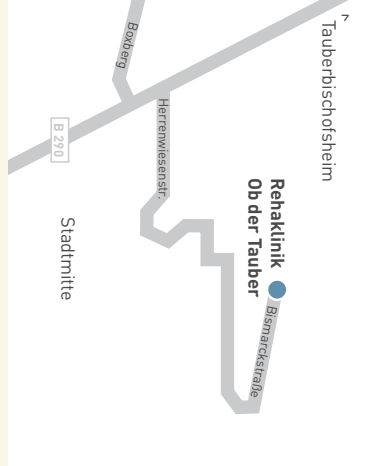 Tauberbischofsheim
Boxberg
Herrenwiesenstr.
B 290
Rehaklinik
Ob der Tauber
Bismarckstraße
Stadtmitte